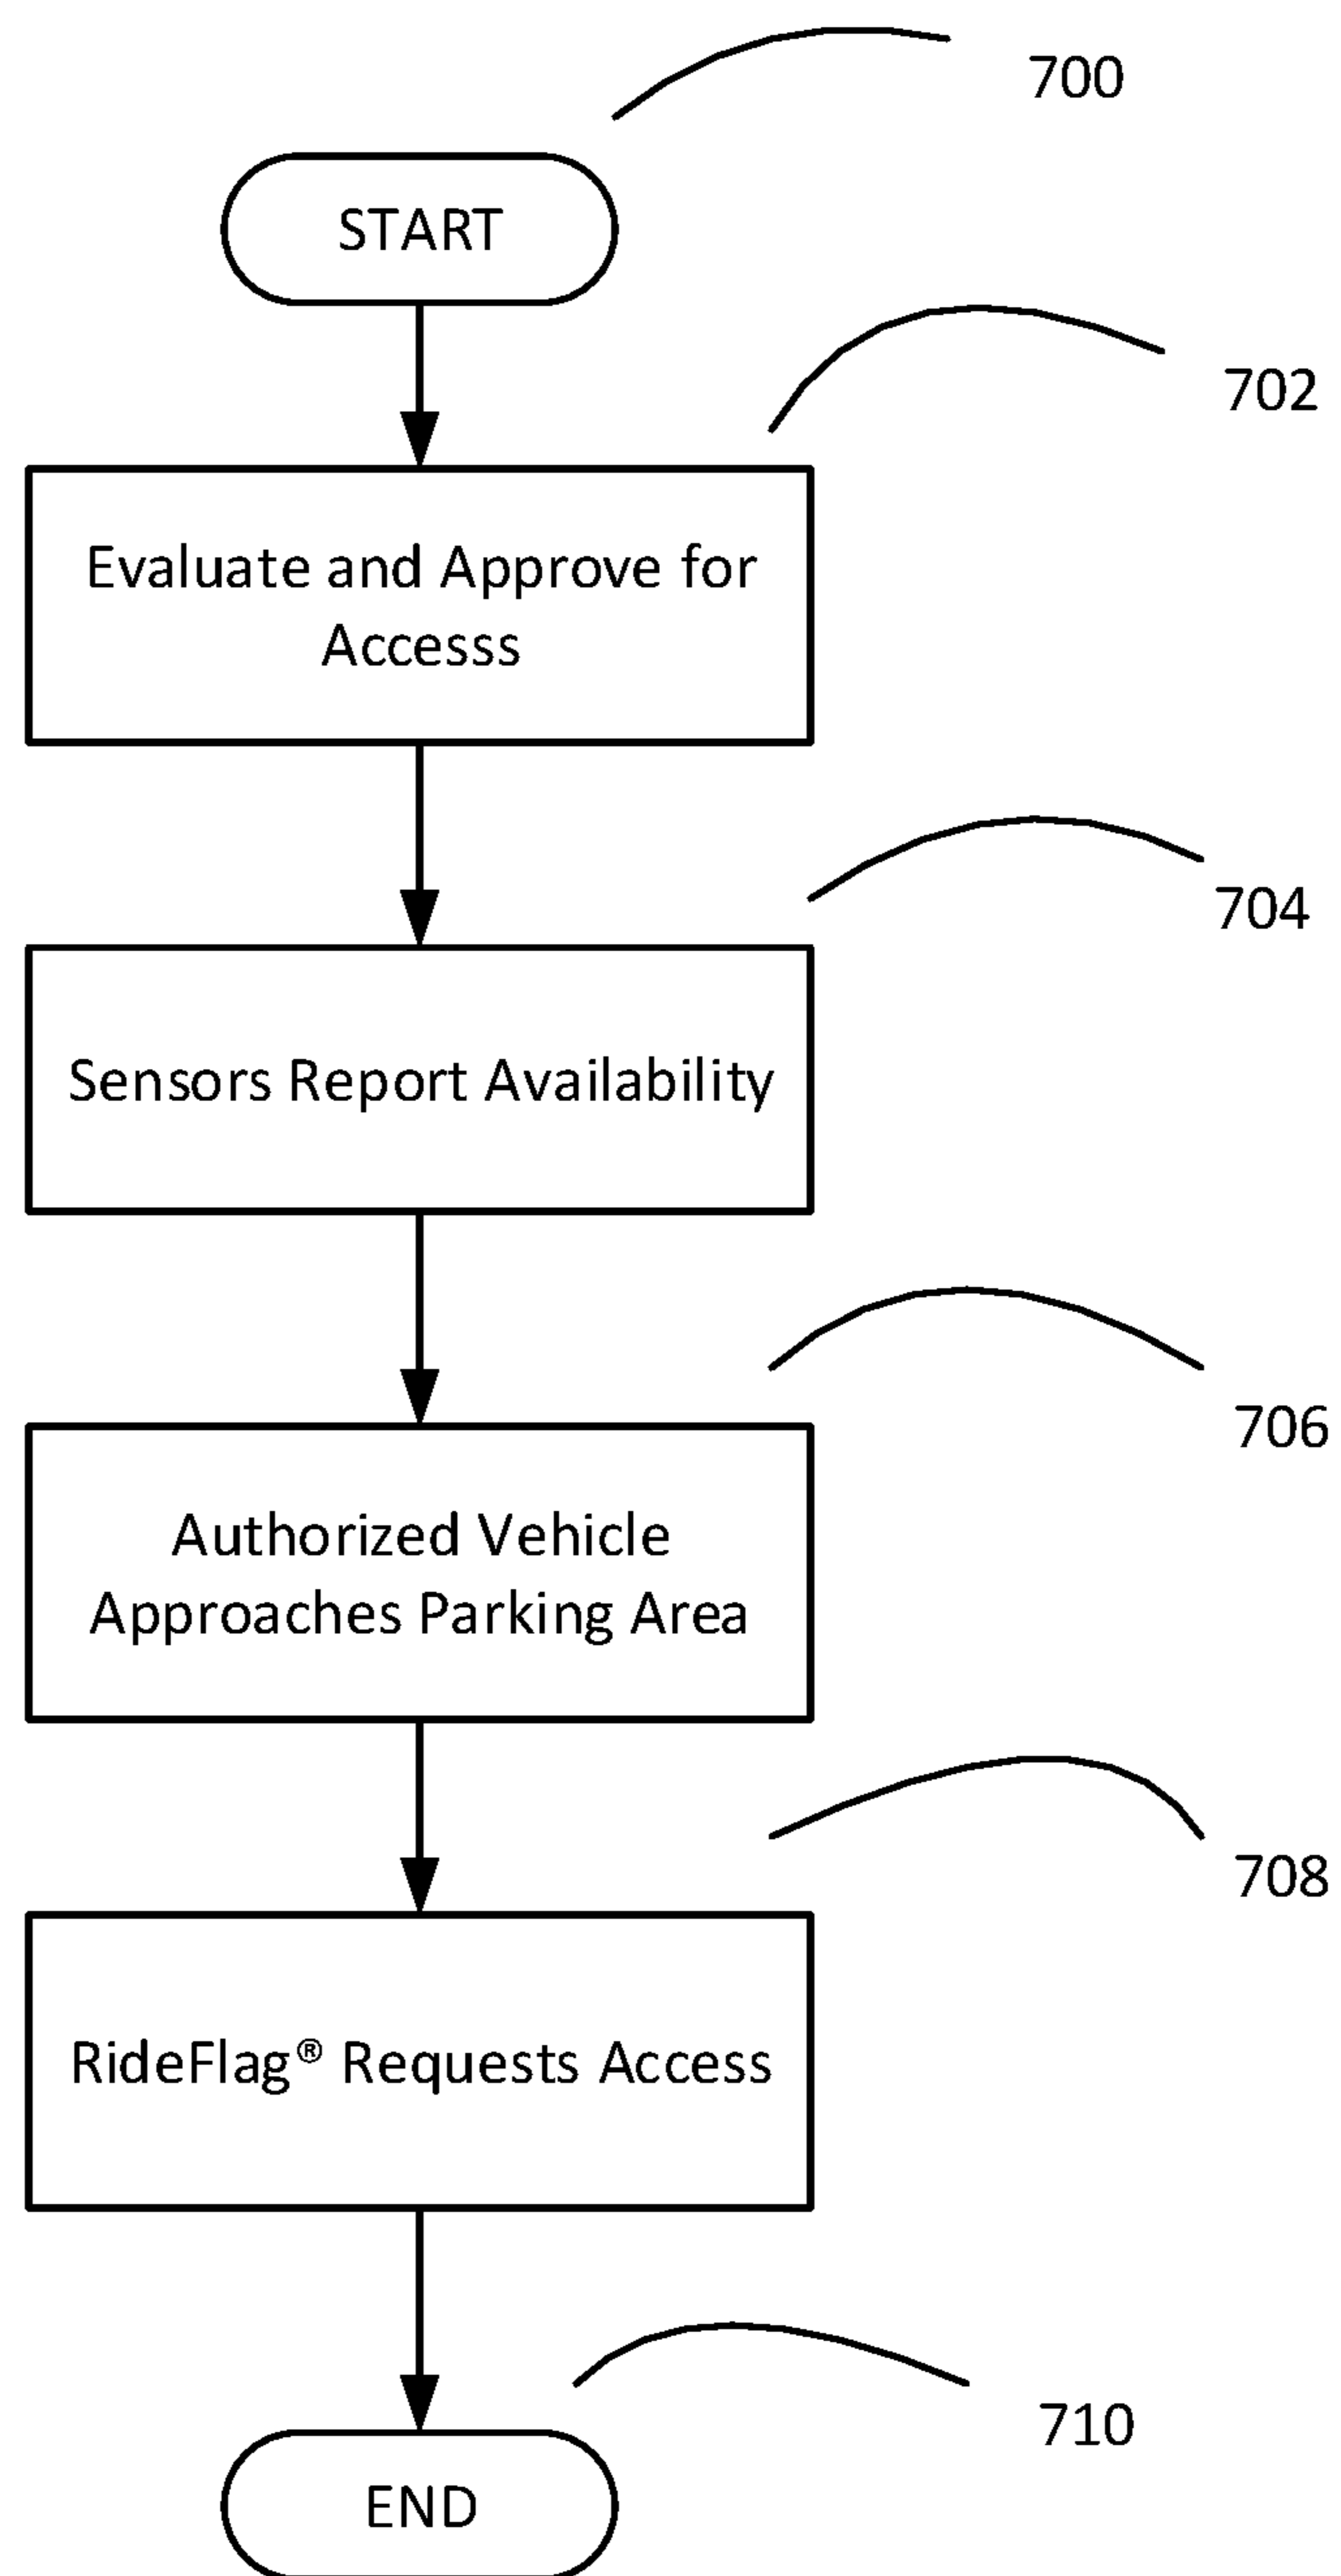 700
START
702
Evaluate and Approve for
Accesss
704
Sensors Report Availability
706
Authorized Vehicle
Approaches Parking Area
708
RideFlag® Requests Access
710
END